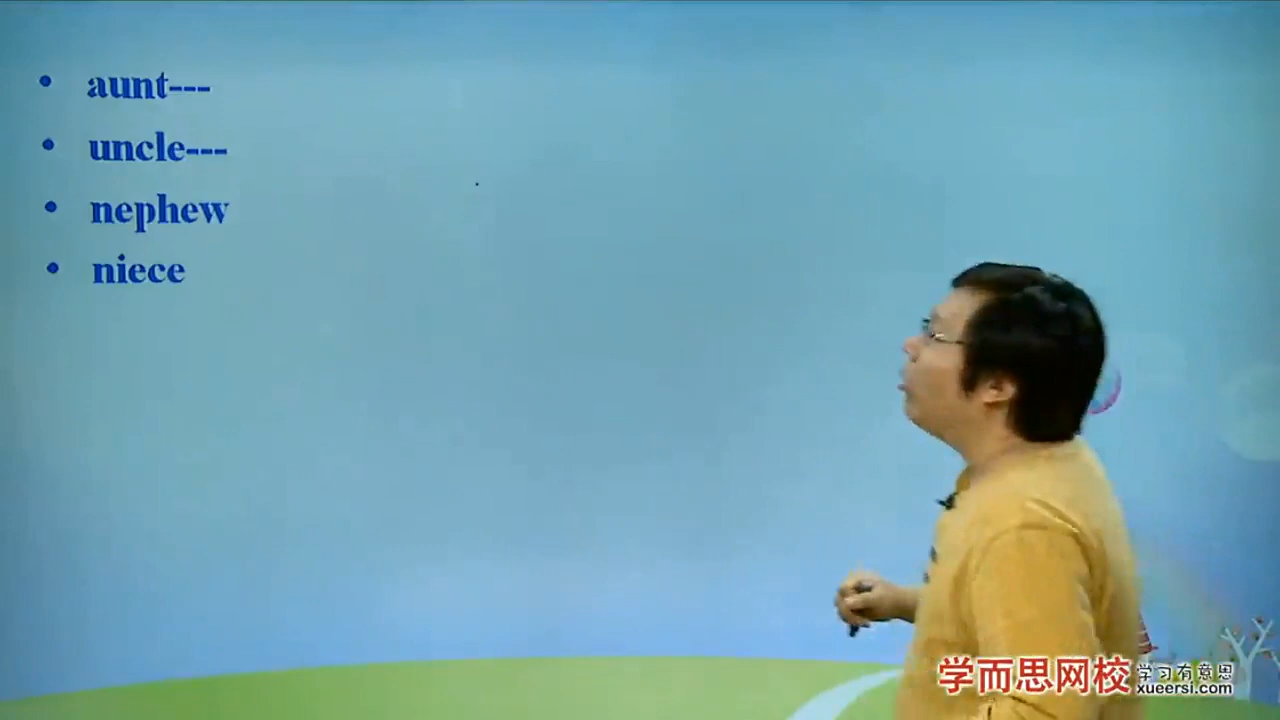 • aunt---
• uncle---
• nephew
• niece
学而思网校 学习有意思
xueersi.com